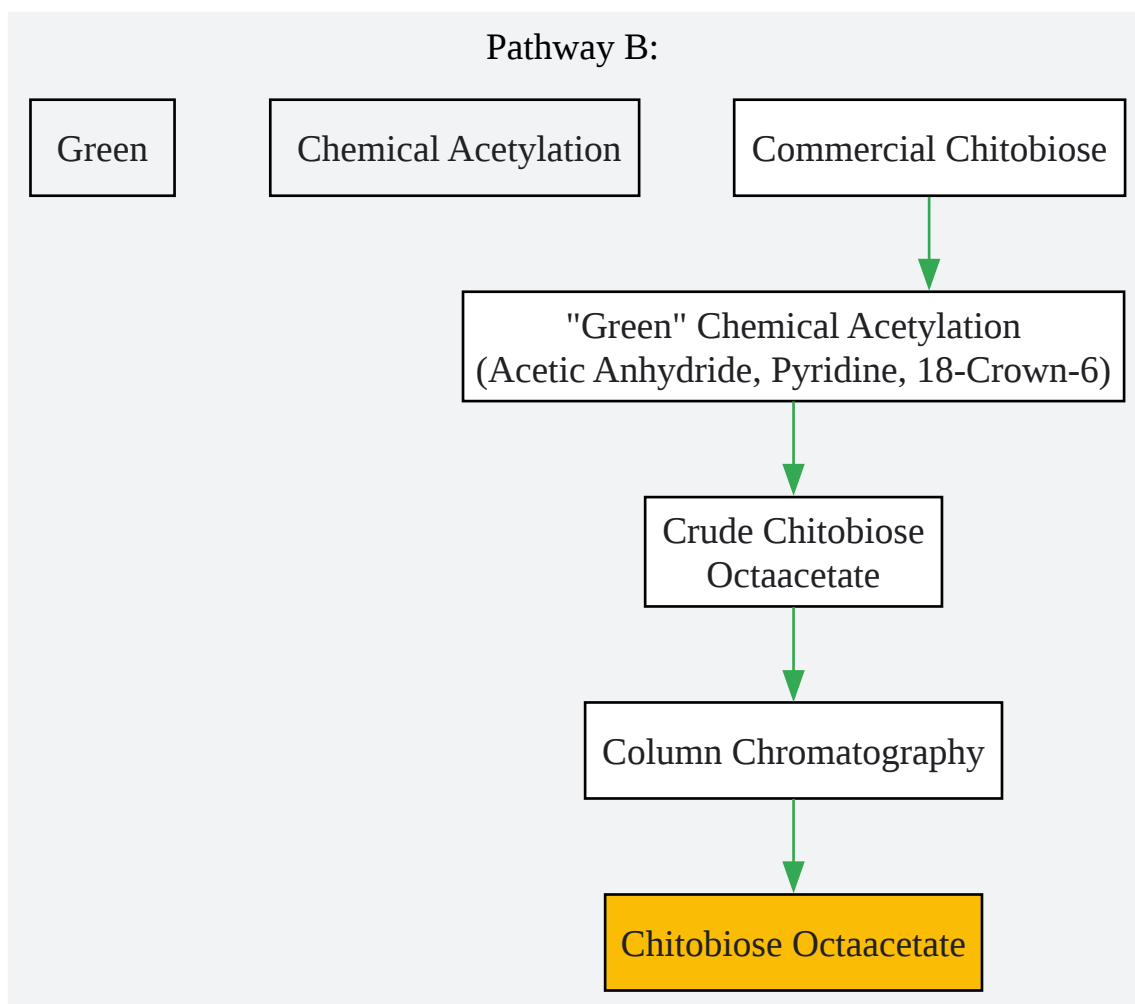 Pathway B:
Green
Chemical Acetylation
Commercial Chitobiose
"Green" Chemical Acetylation
(Acetic Anhydride, Pyridine, 18-Crown-6)
Crude Chitobiose
Octaacetate
Column Chromatography
Chitobiose Octaacetate